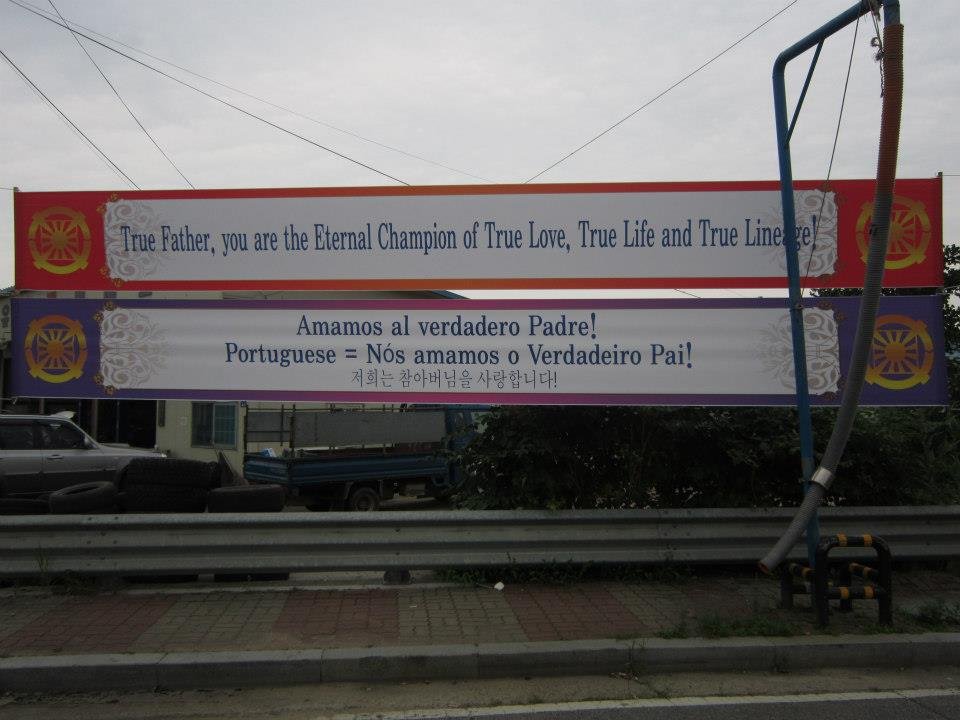 True Father, you are the Eternal Champion of True Love, True Life and True Lineage!
Amamos al verdadero Padre!
Portuguese = Nós amamos o Verdadeiro Pai!
저희는 참아버님을 사랑합니다!